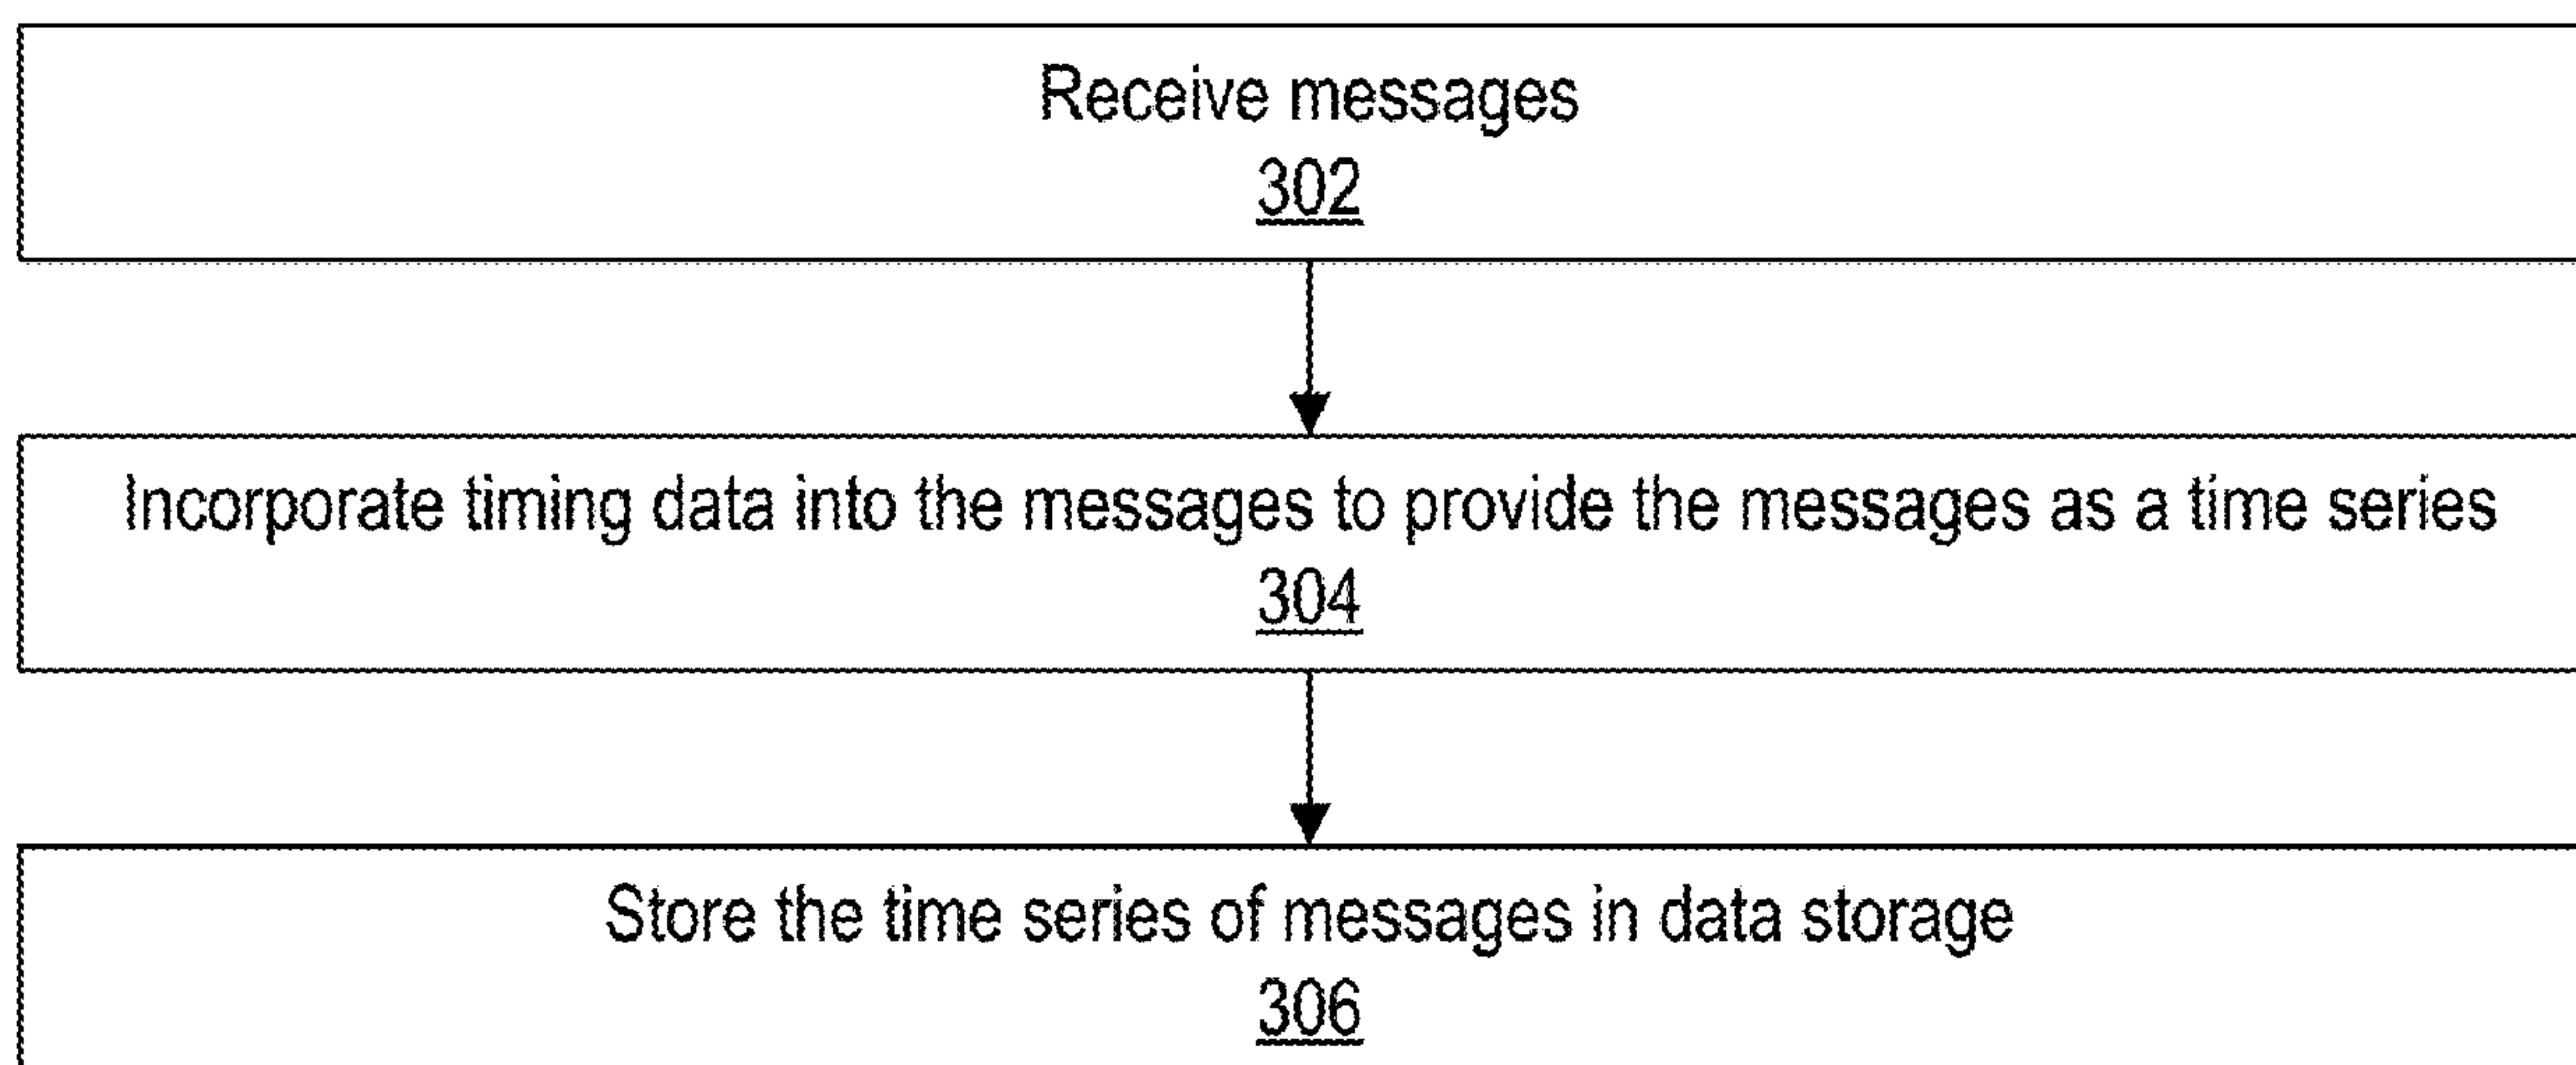 Receive messages
302
Incorporate timing data into the messages to provide the messages as a time series
304
Store the time series of messages in data storage
306